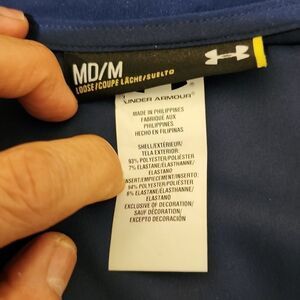 MD/M
LOOSE/COUPE LÂCHE/SUELTO
UNDER ARMOUR
MADE IN PHILIPPINES
FABRIQUÉ AUX
PHILIPPINES
HECHO EN FILIPINAS
SHELL/EXTÉRIEUR/
TELA EXTERIOR:
93% POLYESTER/POLIÉSTER
7% ELASTANE/ÉLASTHANNE/
ELASTANO
INSERT/EMPIÈCEMENT/INSERTO:
94% POLYESTER/POLIÉSTER
6% ELASTANE/ÉLASTHANNE/
ELASTANO
EXCLUSIVE OF DECORATION/
SAUF DÉCORATION/
EXCEPTO DECORACIÓN